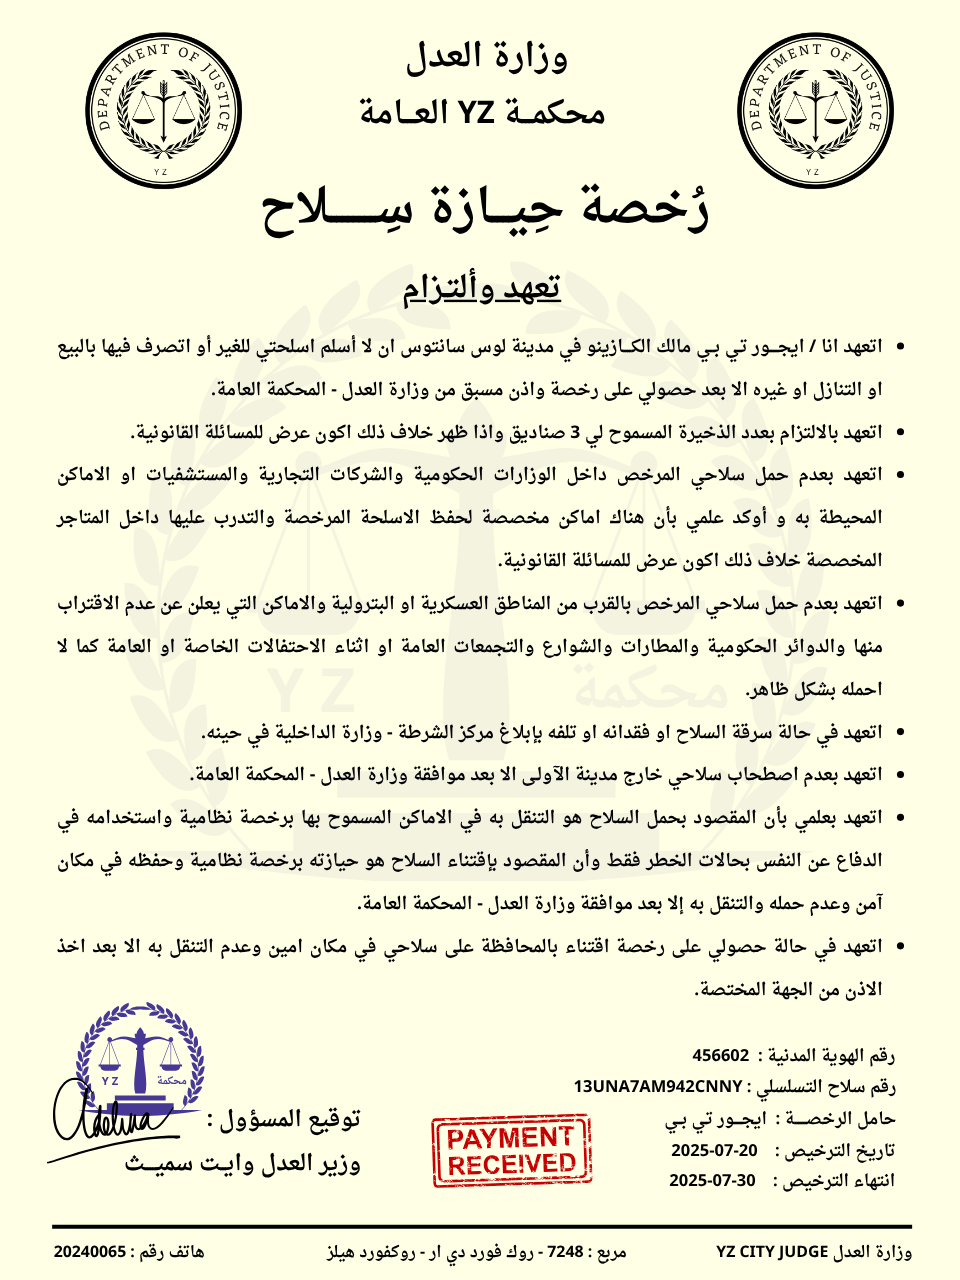 وزارة العدل
محكمـة YZ العـامة
DEPARTMENT OF JUSTICE
YZ
DEPARTMENT OF JUSTICE
YZ
رُخصة حِيــازة سِــــلاح
تعهد وألتزام
• اتعهد انا / ايجــور تي بـي مالك الكــازينو في مدينة لوس سانتوس ان لا أسلم اسلحتي للغير أو اتصرف فيها بالبيع
او التنازل او غيره الا بعد حصولي على رخصة واذن مسبق من وزارة العدل - المحكمة العامة.
• اتعهد بالالتزام بعدد الذخيرة المسموح لي 3 صناديق واذا ظهر خلاف ذلك اكون عرض للمسائلة القانونية.
• اتعهد بعدم حمل سلاحي المرخص داخل الوزارات الحكومية والشركات التجارية والمستشفيات او الاماكن
المحيطة به و أوكد علمي بأن هناك اماكن مخصصة لحفظ الاسلحة المرخصة والتدرب عليها داخل المتاجر
المخصصة خلاف ذلك اكون عرض للمسائلة القانونية.
• اتعهد بعدم حمل سلاحي المرخص بالقرب من المناطق العسكرية او البترولية والاماكن التي يعلن عن عدم الاقتراب
منها والدوائر الحكومية والمطارات والشوارع والتجمعات العامة او اثناء الاحتفالات الخاصة او العامة كما لا
احمله بشكل ظاهر.
• اتعهد في حالة سرقة السلاح او فقدانه او تلفه بإبلاغ مركز الشرطة - وزارة الداخلية في حينه.
• اتعهد بعدم اصطحاب سلاحي خارج مدينة الآولى الا بعد موافقة وزارة العدل - المحكمة العامة.
• اتعهد بعلمي بأن المقصود بحمل السلاح هو التنقل به في الاماكن المسموح بها برخصة نظامية واستخدامه في
الدفاع عن النفس بحالات الخطر فقط وأن المقصود بإقتناء السلاح هو حيازته برخصة نظامية وحفظه في مكان
آمن وعدم حمله والتنقل به إلا بعد موافقة وزارة العدل - المحكمة العامة.
• اتعهد في حالة حصولي على رخصة اقتناء بالمحافظة على سلاحي في مكان امين وعدم التنقل به الا بعد اخذ
الاذن من الجهة المختصة.
محكمة YZ
رقم الهوية المدنية : 456602
رقم سلاح التسلسلي : 13UNA7AM942CNNY
حامل الرخصــة : ايجــور تي بـي
تاريخ الترخيص : 2025-07-20
انتهاء الترخيص : 2025-07-30
PAYMENT
RECEIVED
محكمة YZ
توقيع المسؤول :
Adelina
وزير العدل وايـت سميــث
وزارة العدل YZ CITY JUDGE
مربع : 7248 - روك فورد دي ار - روكفورد هيلز
هاتف رقم : 20240065